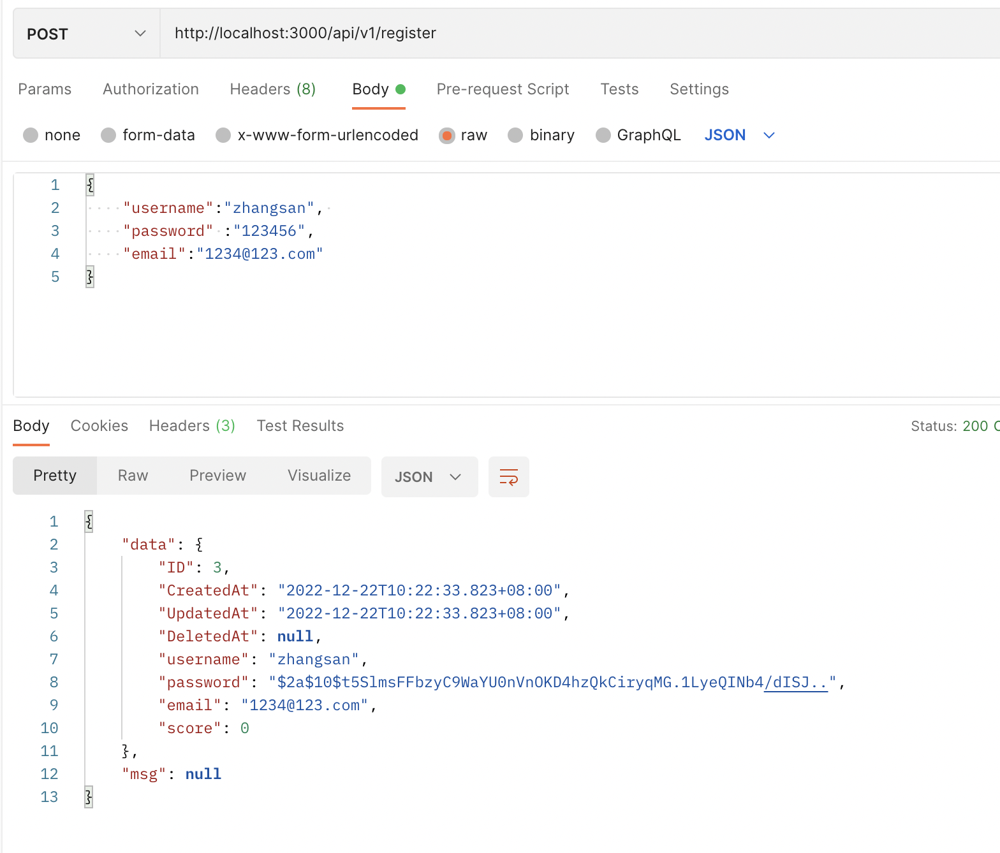 POST http://localhost:3000/api/v1/register
Params Authorization Headers (8) Body Pre-request Script Tests Settings
none form-data x-www-form-urlencoded raw binary GraphQL JSON
1 {
2 "username":"zhangsan",
3 "password" :"123456",
4 "email":"1234@123.com"
5 }
Body Cookies Headers (3) Test Results Status: 200
Pretty Raw Preview Visualize JSON
1 {
2 "data": {
3 "ID": 3,
4 "CreatedAt": "2022-12-22T10:22:33.823+08:00",
5 "UpdatedAt": "2022-12-22T10:22:33.823+08:00",
6 "DeletedAt": null,
7 "username": "zhangsan",
8 "password": "$2a$10$t5SlmsFFbzyC9WaYU0nVnOKD4hzQkCiryqMG.1LyeQINb4/dISJ..",
9 "email": "1234@123.com",
10 "score": 0
11 },
12 "msg": null
13 }